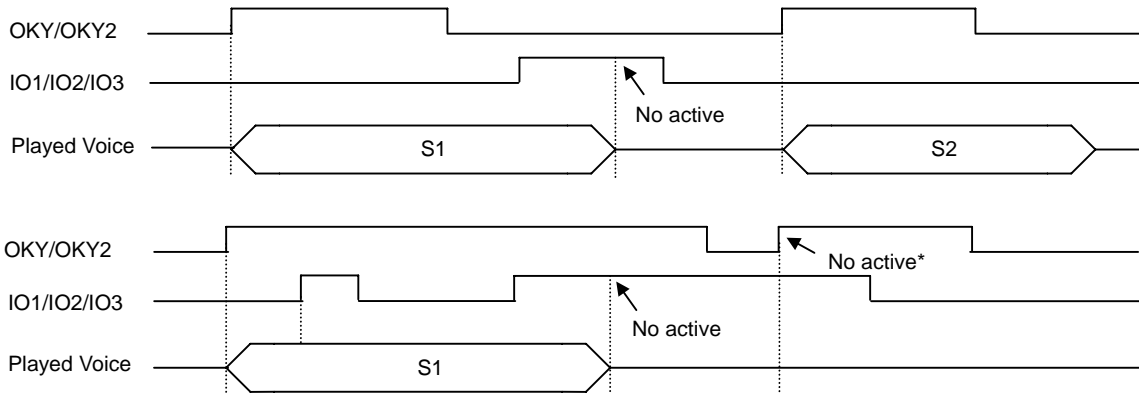 OKY/OKY2
IO1/IO2/IO3
No active
Played Voice
S1
S2
OKY/OKY2
No active*
IO1/IO2/IO3
No active
Played Voice
S1